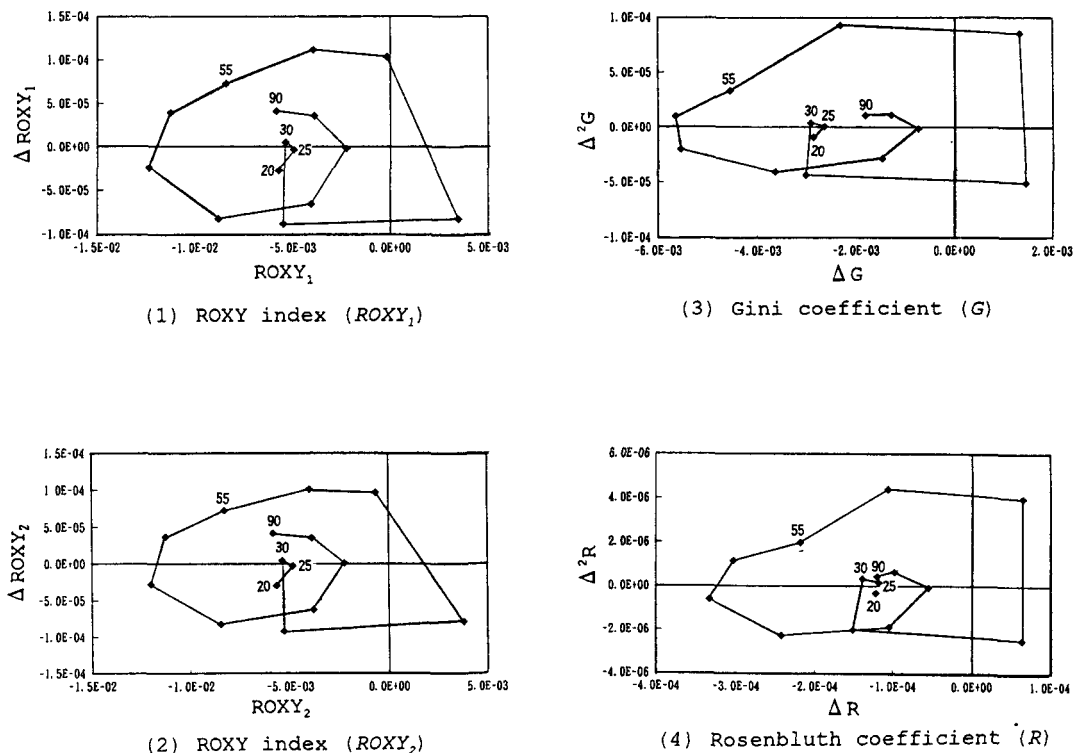 1.5E-04
1.0E-04
5.0E-05
0.0E+00
-5.0E-05
-1.0E-04
-1.5E-02
-1.0E-02
-5.0E-03
0.0E+00
5.0E-03
Δ ROXY₁
ROXY₁
55
90
30
25
20
(1) ROXY index (ROXY₁)
1.0E-04
5.0E-05
0.0E+00
-5.0E-05
-1.0E-04
-6.0E-03
-4.0E-03
-2.0E-03
0.0E+00
2.0E-03
Δ²G
ΔG
55
30
25
90
20
(3) Gini coefficient (G)
1.5E-04
1.0E-04
5.0E-05
0.0E+00
-5.0E-05
-1.0E-04
-1.5E-04
-1.5E-02
-1.0E-02
-5.0E-03
0.0E+00
5.0E-03
Δ ROXY₂
ROXY₂
55
90
30
25
20
(2) ROXY index (ROXY₂)
6.0E-06
4.0E-06
2.0E-06
0.0E+00
-2.0E-06
-4.0E-06
-4.0E-04
-3.0E-04
-2.0E-04
-1.0E-04
0.0E+00
1.0E-04
Δ²R
ΔR
55
30
90
25
20
(4) Rosenbluth coefficient (R)